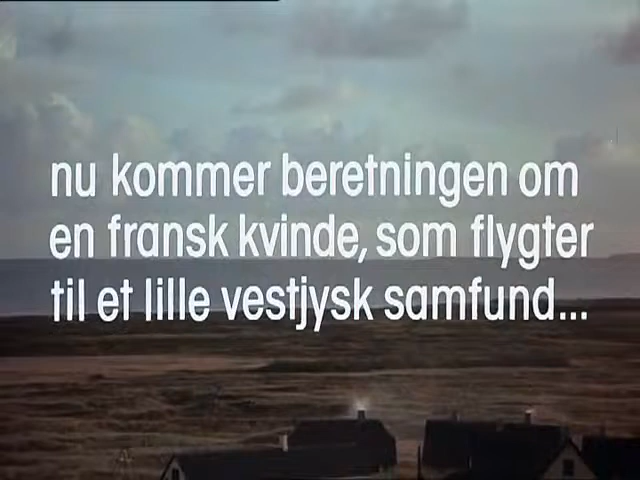 nu kommer beretningen om
en fransk kvinde, som flygter
til et lille vestjysk samfund...